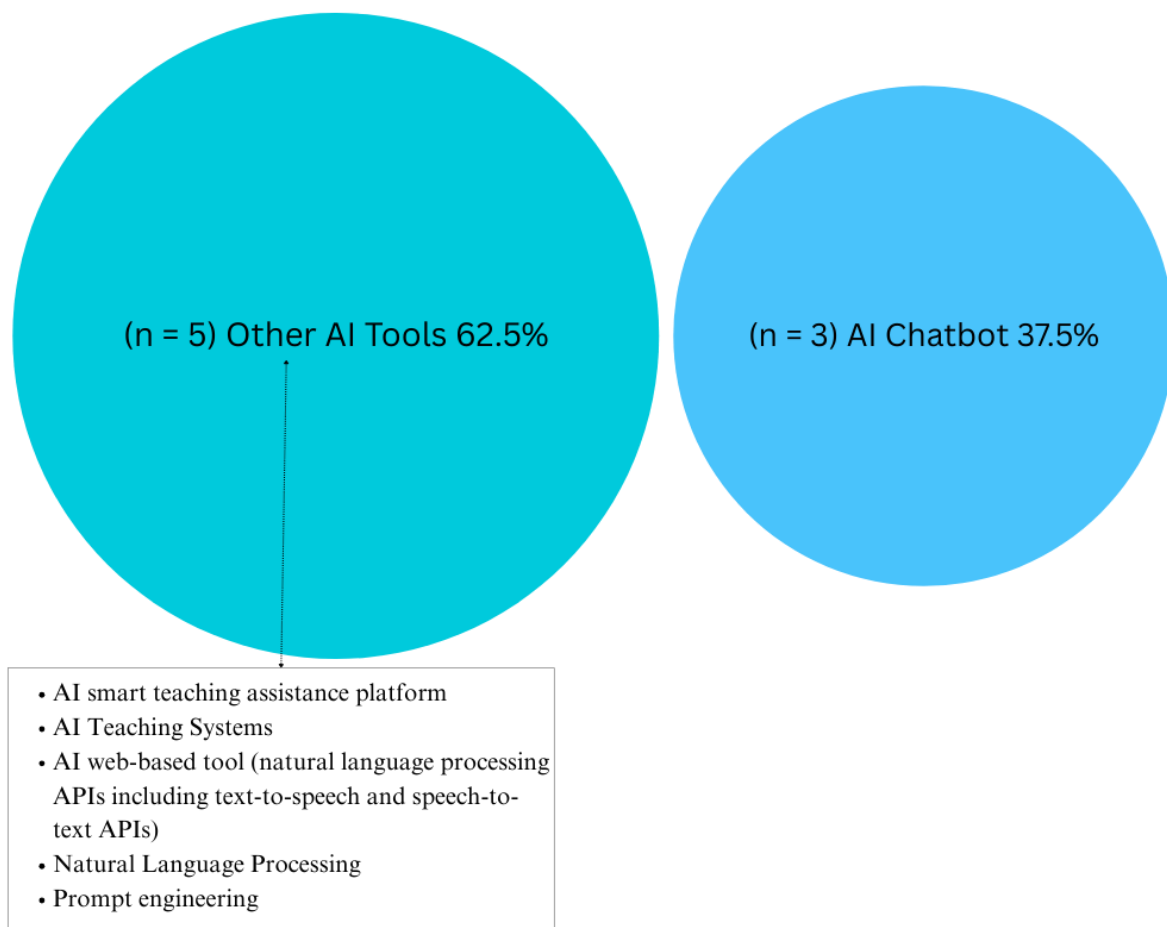 (n = 5) Other AI Tools 62.5%
(n = 3) AI Chatbot 37.5%
• AI smart teaching assistance platform
• AI Teaching Systems
• AI web-based tool (natural language processing
APIs including text-to-speech and speech-to-
text APIs)
• Natural Language Processing
• Prompt engineering